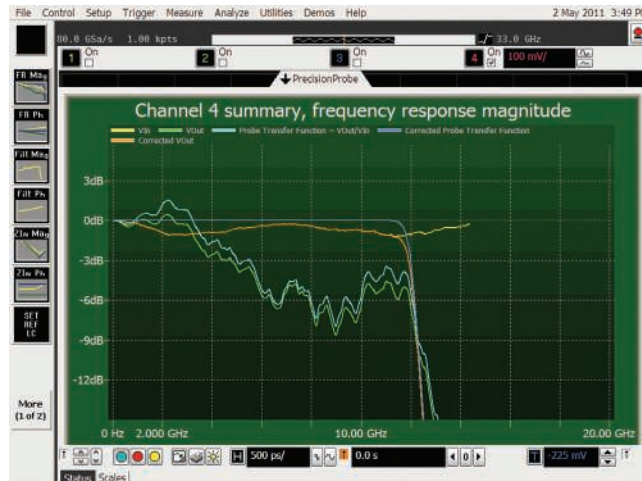 File Control Setup Trigger Measure Analyze Utilities Demos Help 2 May 2011 3:49 P
80.0 GSa/s 1.00 kpts 33.0 GHz
1 On 2 On 3 On 4 On 100 mV/
PrecisionProbe
Channel 4 summary, frequency response magnitude
VIn VOut Probe Transfer Function - VOut/VIn Corrected Probe Transfer Function
Corrected VOut
FR Mag
FR Ph
Filt Mag
Filt Ph
ZIn Mag
ZIn Ph
SET
REF
LC
More
(1 of 2)
3dB
0dB
-3dB
-6dB
-9dB
-12dB
0 Hz 2.000 GHz 10.00 GHz 20.00 GHz
H 500 ps/ 0.0 s 0 T -225 mV
Status Scales